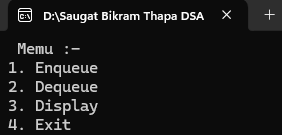 D:\Saugat Bikram Thapa DSA
Memu :-
1. Enqueue
2. Dequeue
3. Display
4. Exit